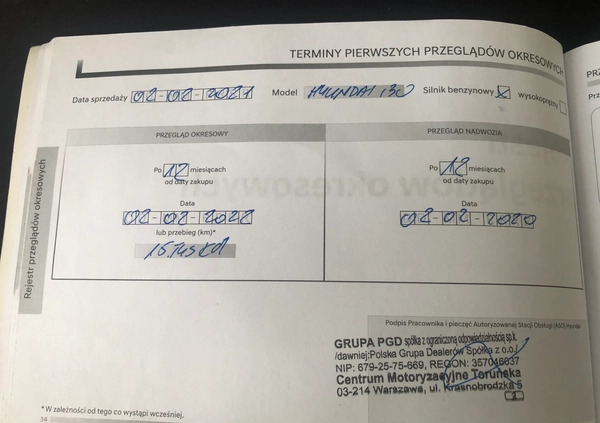 TERMINY PIERWSZYCH PRZEGLĄDÓW OKRESOWYCH
Data sprzedaży 02-02-2021 Model HYUNDAI i30 Silnik benzynowy wysokoprężny
PRZEGLĄD OKRESOWY
Po 12 miesiącach
od daty zakupu
Data
02-02-2022
lub przebieg (km)*
15 TYS KM
PRZEGLĄD NADWOZIA
Po 12 miesiącach
od daty zakupu
Data
02-02-2020
Rejestr przeglądów okresowych
Podpis Pracownika i pieczęć Autoryzowanej Stacji Obsługi (ASO) Hyundai
GRUPA PGD spółka z ograniczoną odpowiedzialnością sp.k.
/dawniej:Polska Grupa Dealerów Spółka z o.o./
NIP: 679-25-75-669, REGON: 357046637
Centrum Motoryzacyjne Toruńska
03-214 Warszawa, ul. Krasnobrodzka 5
2
*W zależności od tego co wystąpi wcześniej.
34